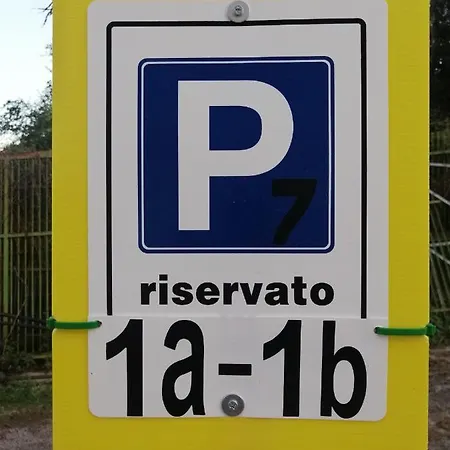 P
7
riservato
1a-1b